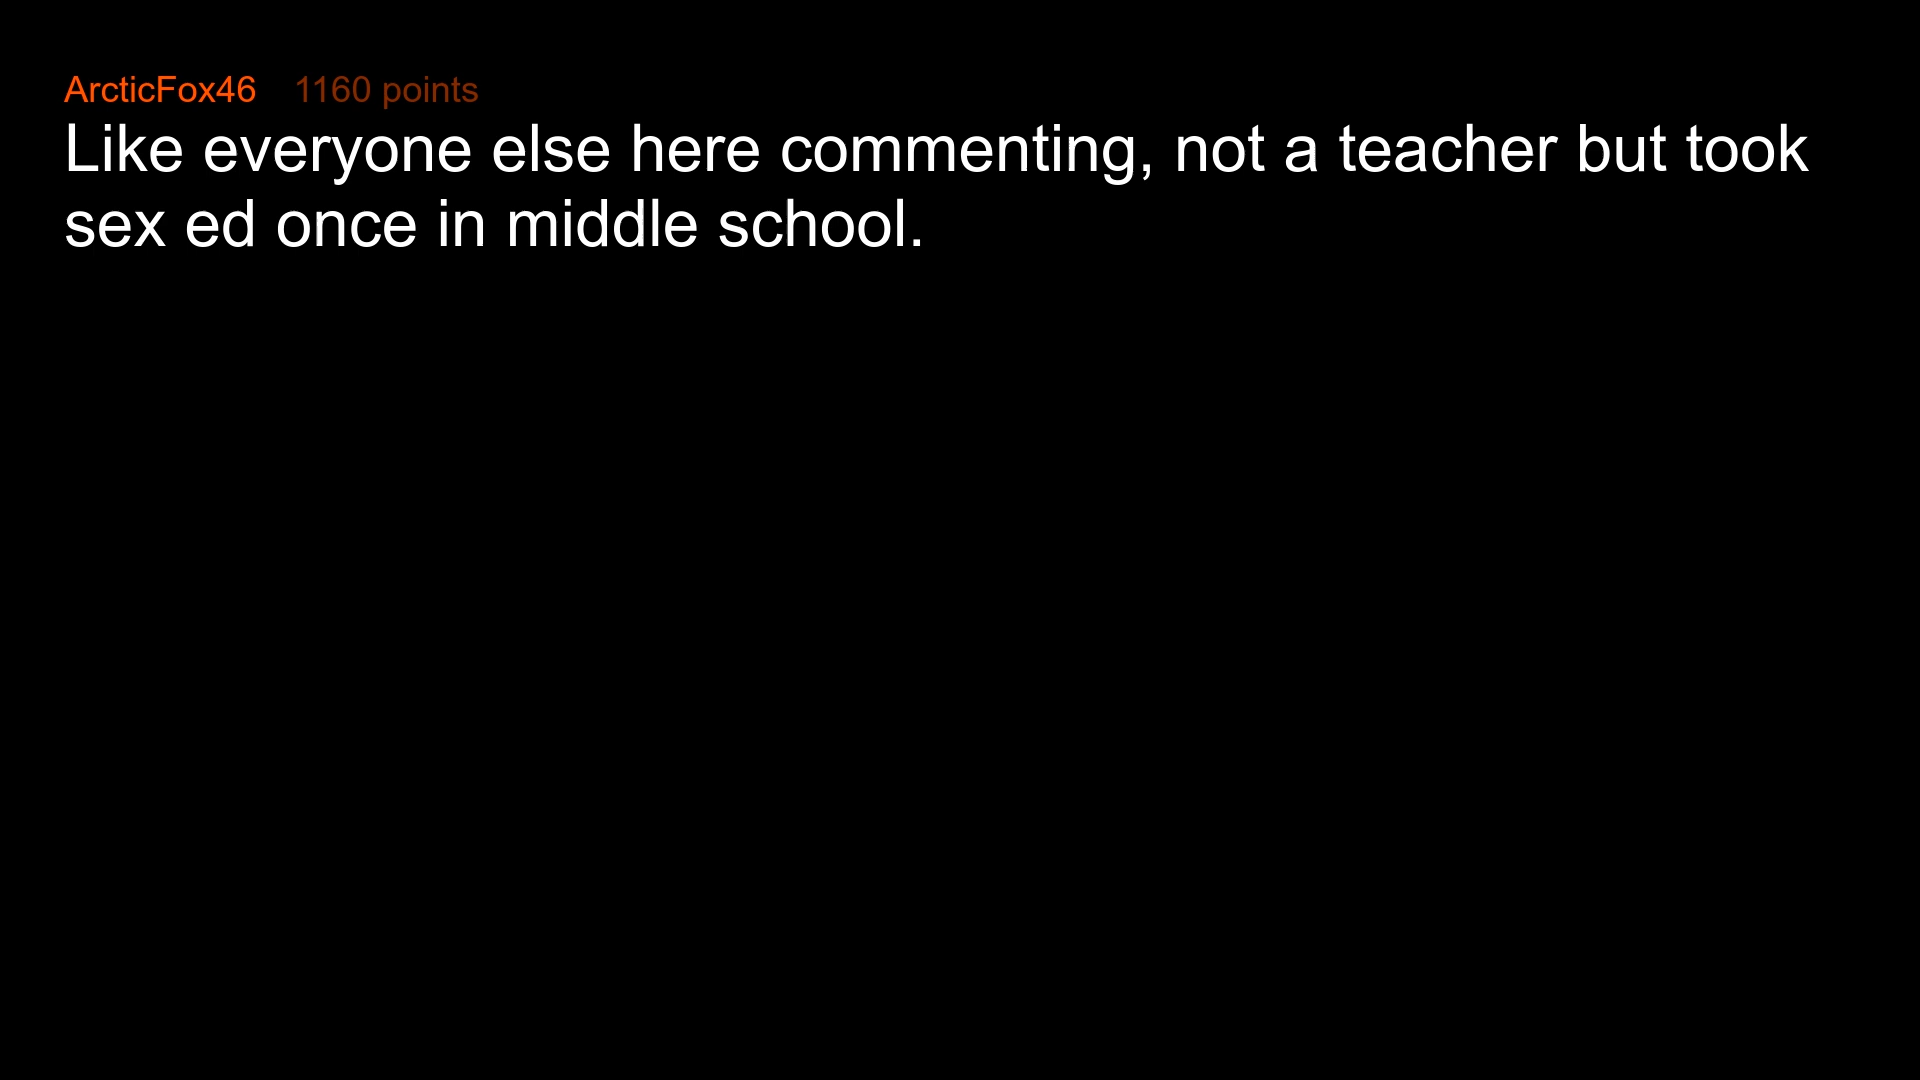 ArcticFox46 1160 points
Like everyone else here commenting, not a teacher but took
sex ed once in middle school.